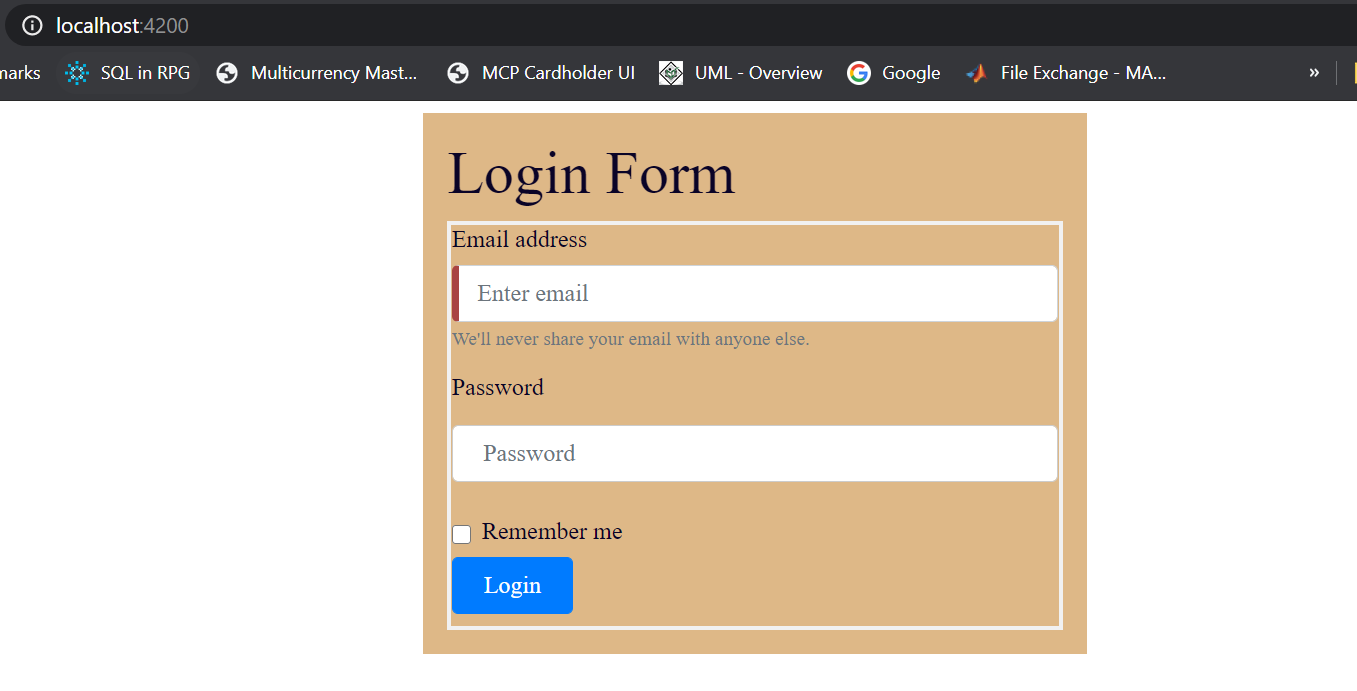 localhost:4200
marks SQL in RPG Multicurrency Mast... MCP Cardholder UI UML - Overview Google File Exchange - MA... »
Login Form
Email address
Enter email
We'll never share your email with anyone else.
Password
Password
Remember me
Login